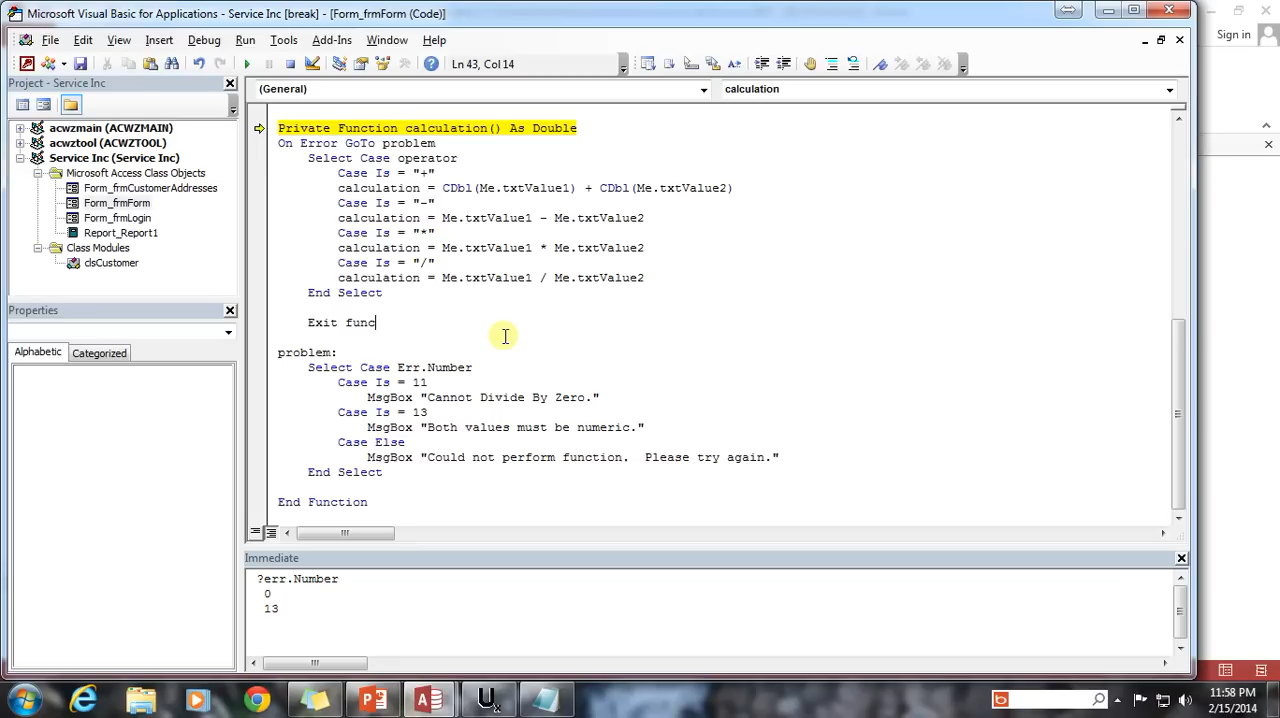 Microsoft Visual Basic for Applications - Service Inc [break] - [Form_frmForm (Code)]
Sign in
File Edit View Insert Debug Run Tools Add-Ins Window Help
Ln 43, Col 14
Project - Service Inc
(General)
calculation
acwzmain (ACWZMAIN)
acwztool (ACWZTOOL)
Service Inc (Service Inc)
Microsoft Access Class Objects
Form_frmCustomerAddresses
Form_frmForm
Form_frmLogin
Report_Report1
Class Modules
clsCustomer
Properties
Alphabetic Categorized
Private Function calculation() As Double
On Error GoTo problem
Select Case operator
Case Is = "+"
calculation = CDbl(Me.txtValue1) + CDbl(Me.txtValue2)
Case Is = "-"
calculation = Me.txtValue1 - Me.txtValue2
Case Is = "*"
calculation = Me.txtValue1 * Me.txtValue2
Case Is = "/"
calculation = Me.txtValue1 / Me.txtValue2
End Select
Exit func
problem:
Select Case Err.Number
Case Is = 11
MsgBox "Cannot Divide By Zero."
Case Is = 13
MsgBox "Both values must be numeric."
Case Else
MsgBox "Could not perform function.  Please try again."
End Select
End Function
Immediate
?err.Number
0
13
11:58 PM
2/15/2014